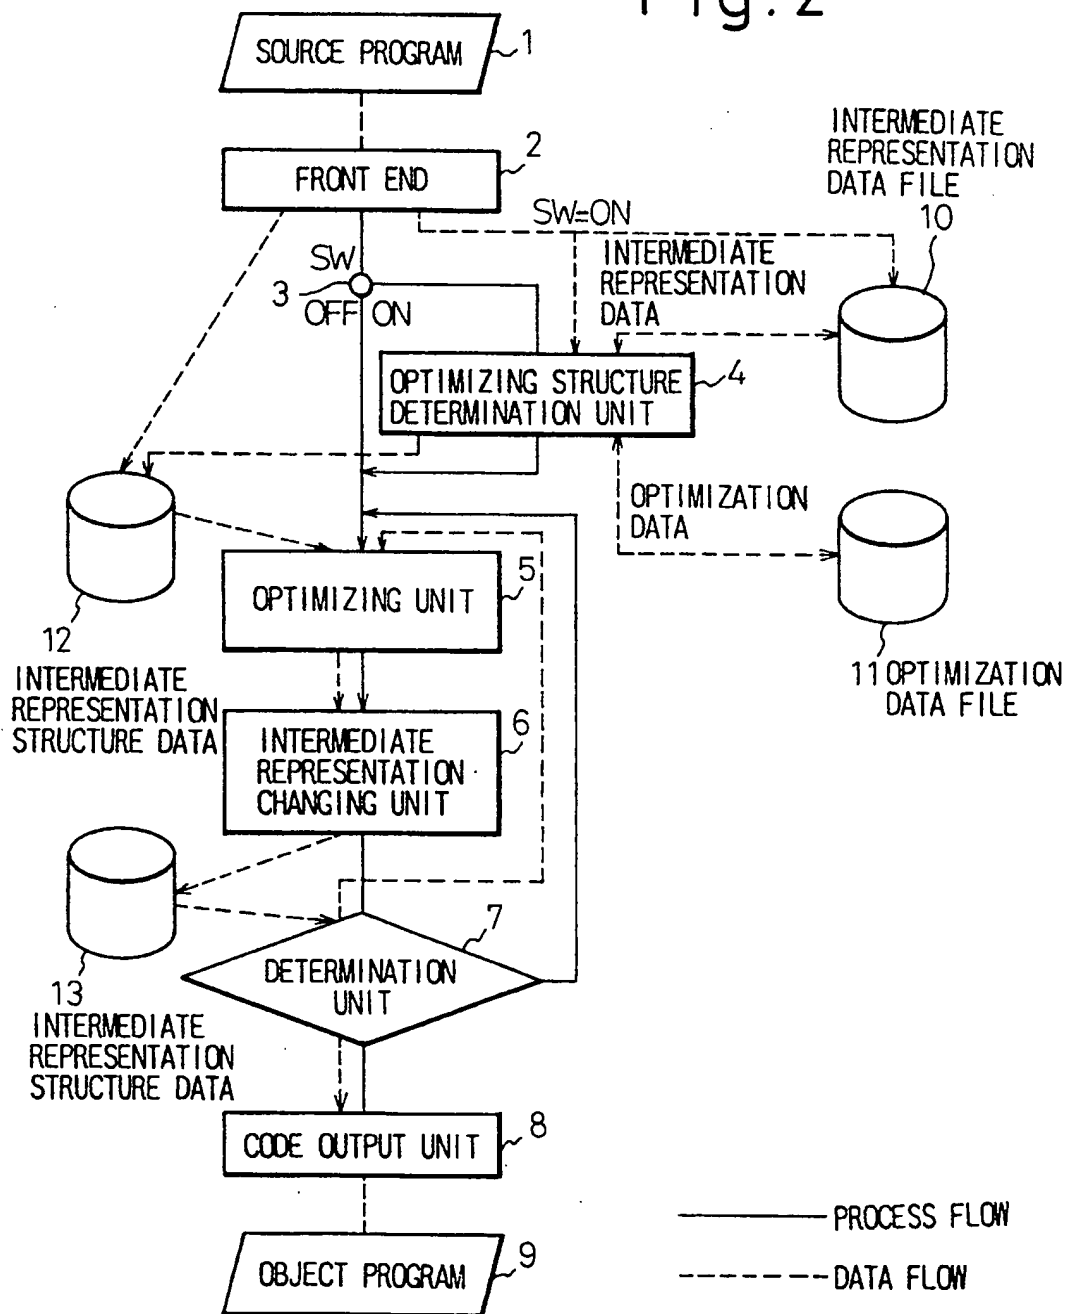 Fig. 2
SOURCE PROGRAM
1
FRONT END
2
INTERMEDIATE
REPRESENTATION
DATA FILE
10
SW=ON
SW
3
OFF ON
INTERMEDIATE
REPRESENTATION
DATA
OPTIMIZING STRUCTURE
DETERMINATION UNIT
4
OPTIMIZATION
DATA
11 OPTIMIZATION
DATA FILE
12
INTERMEDIATE
REPRESENTATION
STRUCTURE DATA
OPTIMIZING UNIT
5
INTERMEDIATE
REPRESENTATION
CHANGING UNIT
6
13
INTERMEDIATE
REPRESENTATION
STRUCTURE DATA
DETERMINATION
UNIT
7
CODE OUTPUT UNIT
8
OBJECT PROGRAM
9
PROCESS FLOW
DATA FLOW